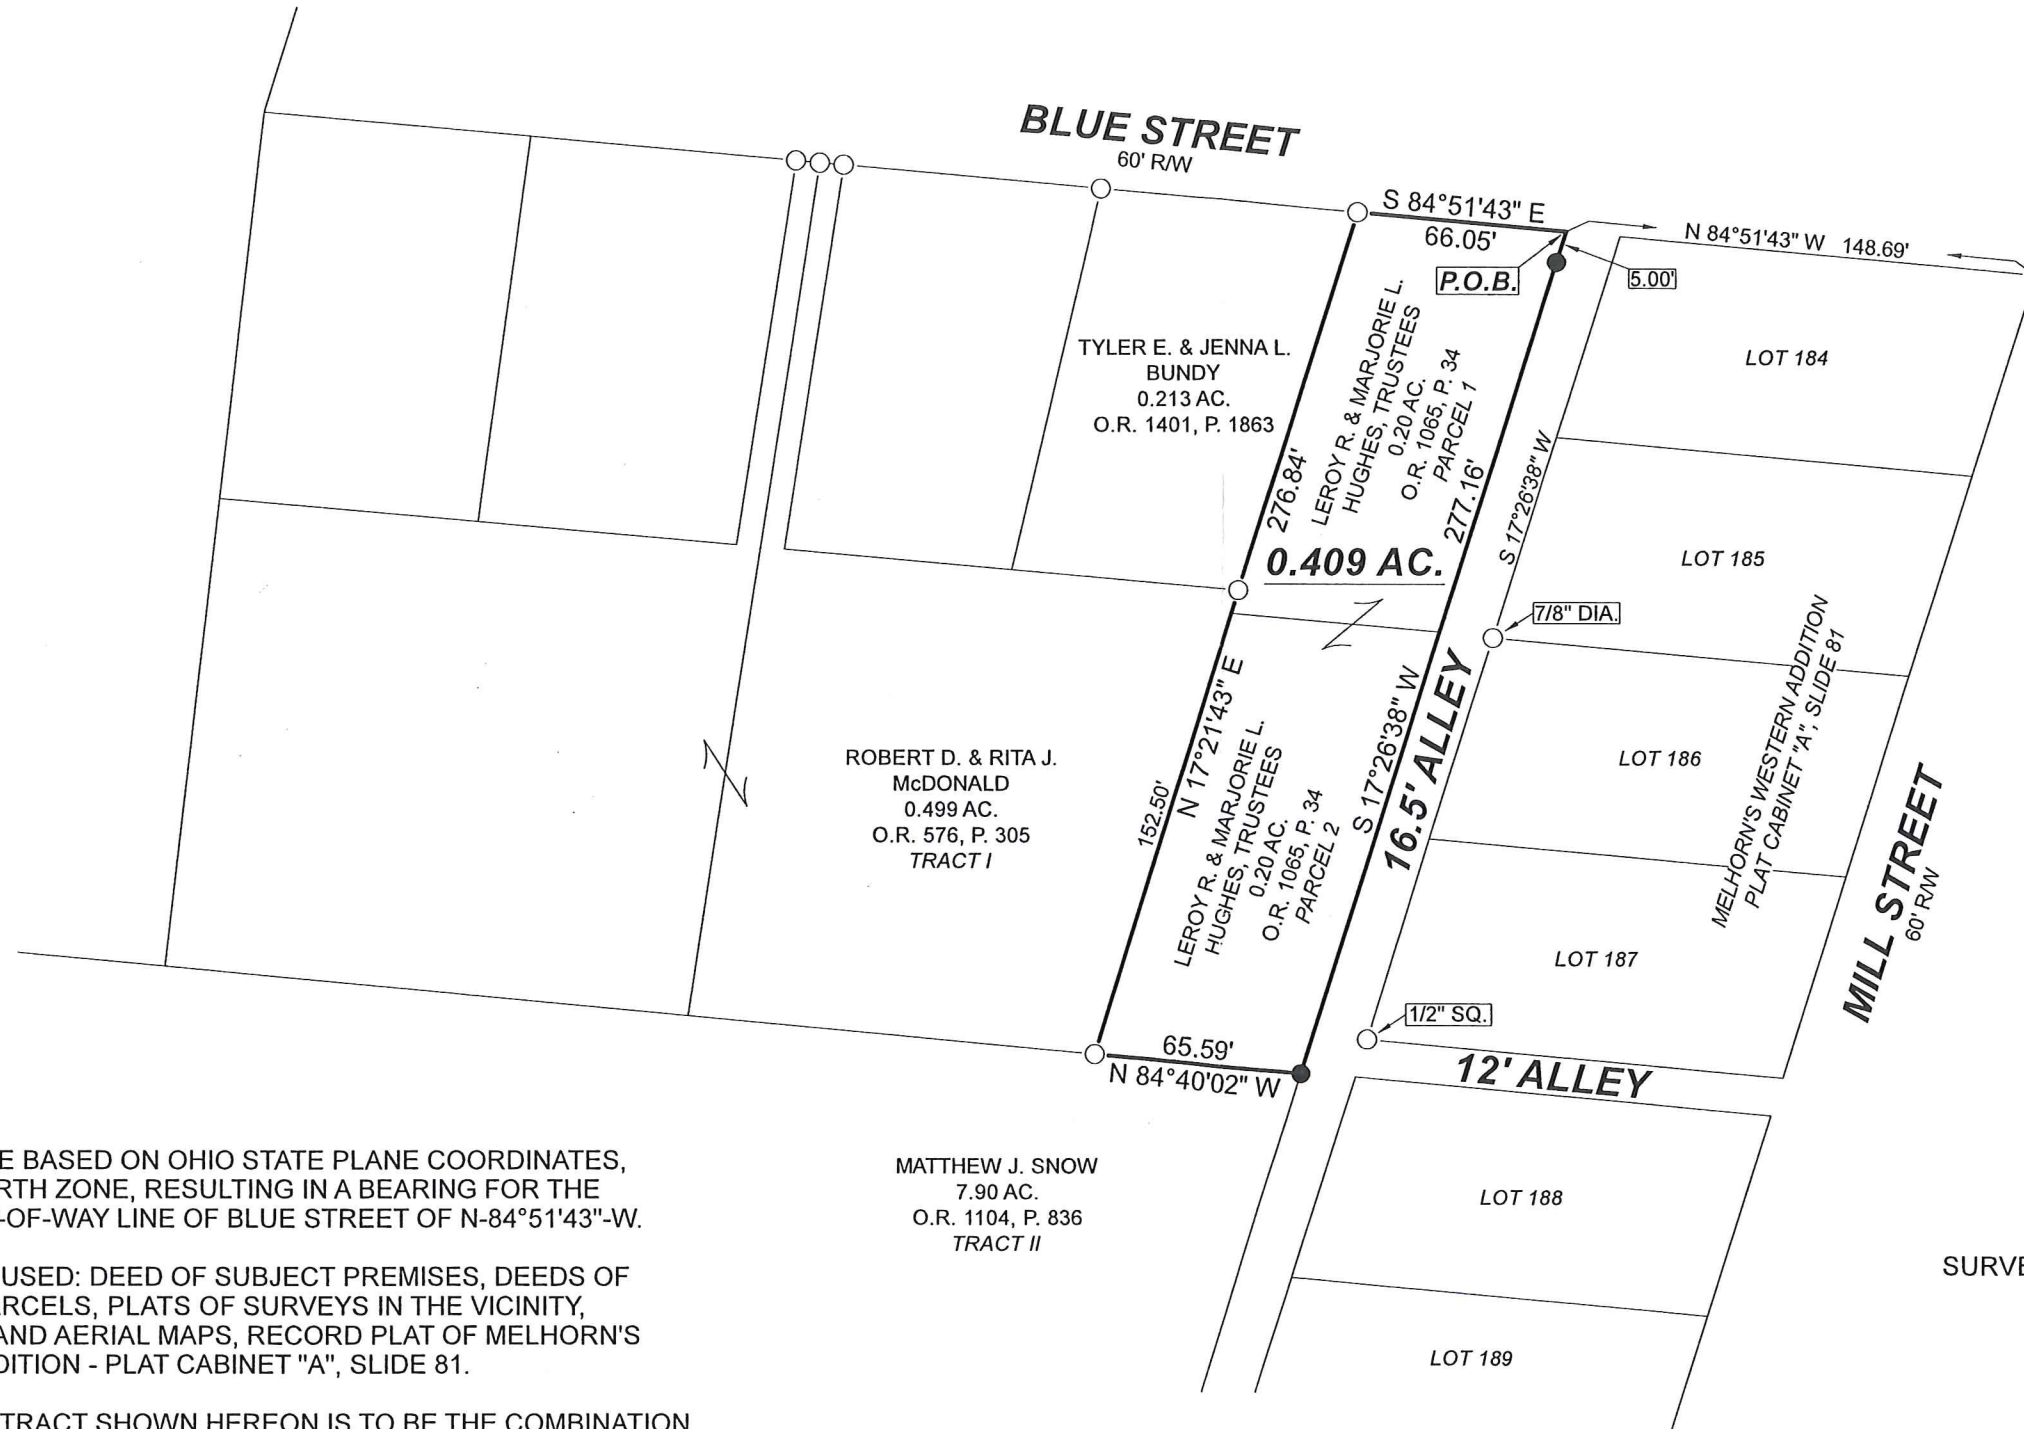 BLUE STREET
60' R/W
S 84°51'43" E
66.05'
N 84°51'43" W 148.69'
P.O.B.
5.00'
TYLER E. & JENNA L.
BUNDY
0.213 AC.
O.R. 1401, P. 1863
276.84'
LEROY R. & MARJORIE L.
HUGHES, TRUSTEES
0.20 AC.
O.R. 1065, P. 34
PARCEL 1
277.16'
S 17°26'38" W
LOT 184
LOT 185
0.409 AC.
7/8" DIA.
ROBERT D. & RITA J.
McDONALD
0.499 AC.
O.R. 576, P. 305
TRACT I
152.50'
N 17°21'43" E
LEROY R. & MARJORIE L.
HUGHES, TRUSTEES
0.20 AC.
O.R. 1065, P. 34
PARCEL 2
S 17°26'38" W
16.5' ALLEY
LOT 186
MELHORN'S WESTERN ADDITION
PLAT CABINET "A", SLIDE 81
MILL STREET
60' R/W
LOT 187
1/2" SQ.
65.59'
N 84°40'02" W
12' ALLEY
MATTHEW J. SNOW
7.90 AC.
O.R. 1104, P. 836
TRACT II
LOT 188
LOT 189
E BASED ON OHIO STATE PLANE COORDINATES,
RTH ZONE, RESULTING IN A BEARING FOR THE
-OF-WAY LINE OF BLUE STREET OF N-84°51'43"-W.
USED: DEED OF SUBJECT PREMISES, DEEDS OF
RCELS, PLATS OF SURVEYS IN THE VICINITY,
AND AERIAL MAPS, RECORD PLAT OF MELHORN'S
DITION - PLAT CABINET "A", SLIDE 81.
TRACT SHOWN HEREON IS TO BE THE COMBINATION
SURVE